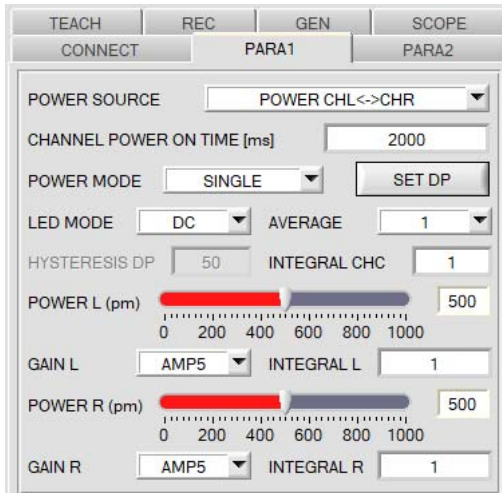 TEACH REC GEN SCOPE
CONNECT PARA1 PARA2
POWER SOURCE POWER CHL<->CHR
CHANNEL POWER ON TIME [ms] 2000
POWER MODE SINGLE SET DP
LED MODE DC AVERAGE 1
HYSTERESIS DP 50 INTEGRAL CHC 1
POWER L (pm) 500
0 200 400 600 800 1000
GAIN L AMP5 INTEGRAL L 1
POWER R (pm) 500
0 200 400 600 800 1000
GAIN R AMP5 INTEGRAL R 1